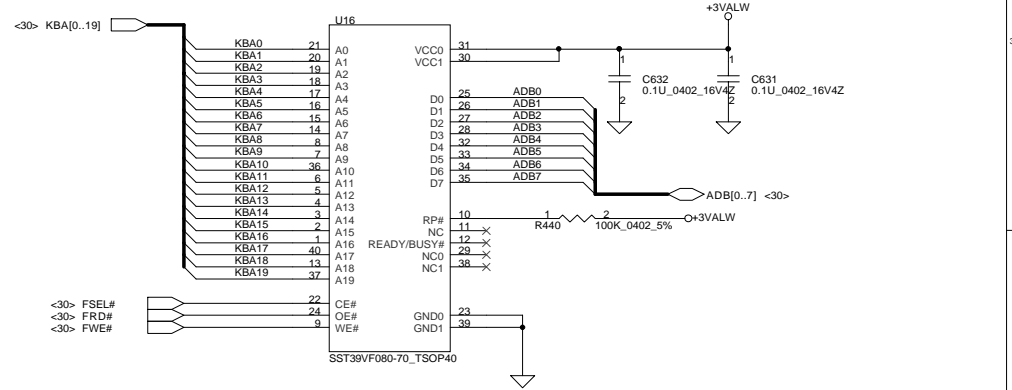 +3VALW
<30> KBA[0..19]
U16
KBA0 21 A0
KBA1 20 A1
KBA2 19 A2
KBA3 18 A3
KBA4 17 A4
KBA5 16 A5
KBA6 15 A6
KBA7 14 A7
KBA8 8 A8
KBA9 7 A9
KBA10 36 A10
KBA11 6 A11
KBA12 5 A12
KBA13 4 A13
KBA14 3 A14
KBA15 2 A15
KBA16 1 A16
KBA17 40 A17
KBA18 13 A18
KBA19 37 A19
<30> FSEL# 22 CE#
<30> FRD# 24 OE#
<30> FWE# 9 WE#
VCC0 31
VCC1 30
D0 25 ADB0
D1 26 ADB1
D2 27 ADB2
D3 28 ADB3
D4 32 ADB4
D5 33 ADB5
D6 34 ADB6
D7 35 ADB7
RP# 10
NC 11
READY/BUSY# 12
NC0 29
NC1 38
GND0 23
GND1 39
SST39VF080-70_TSOP40
1
C632
0.1U_0402_16V4Z
2
1
C631
0.1U_0402_16V4Z
2
ADB[0..7] <30>
1 2 +3VALW
R440 100K_0402_5%
3